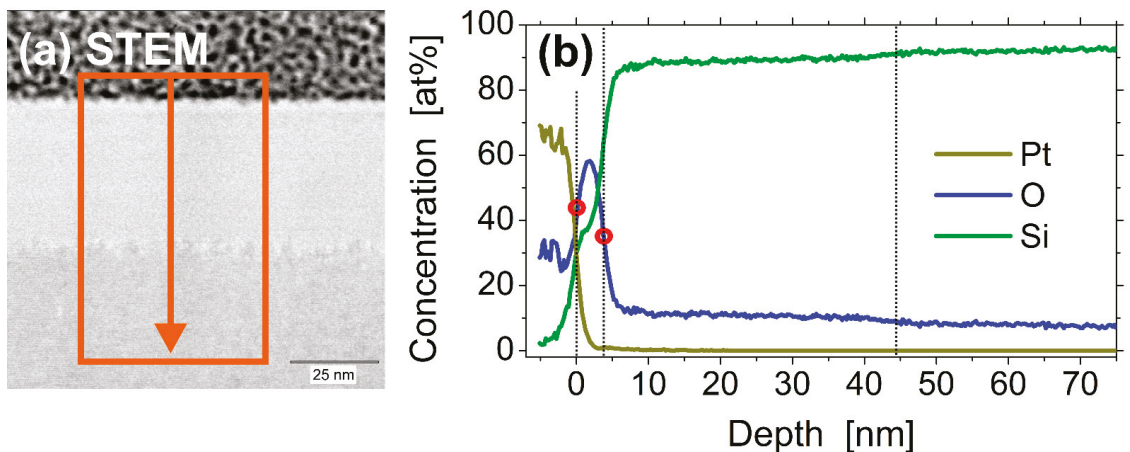 (a) STEM
25 nm
(b)
Concentration [at%]
100
80
60
40
20
0
Pt
O
Si
0 10 20 30 40 50 60 70
Depth [nm]